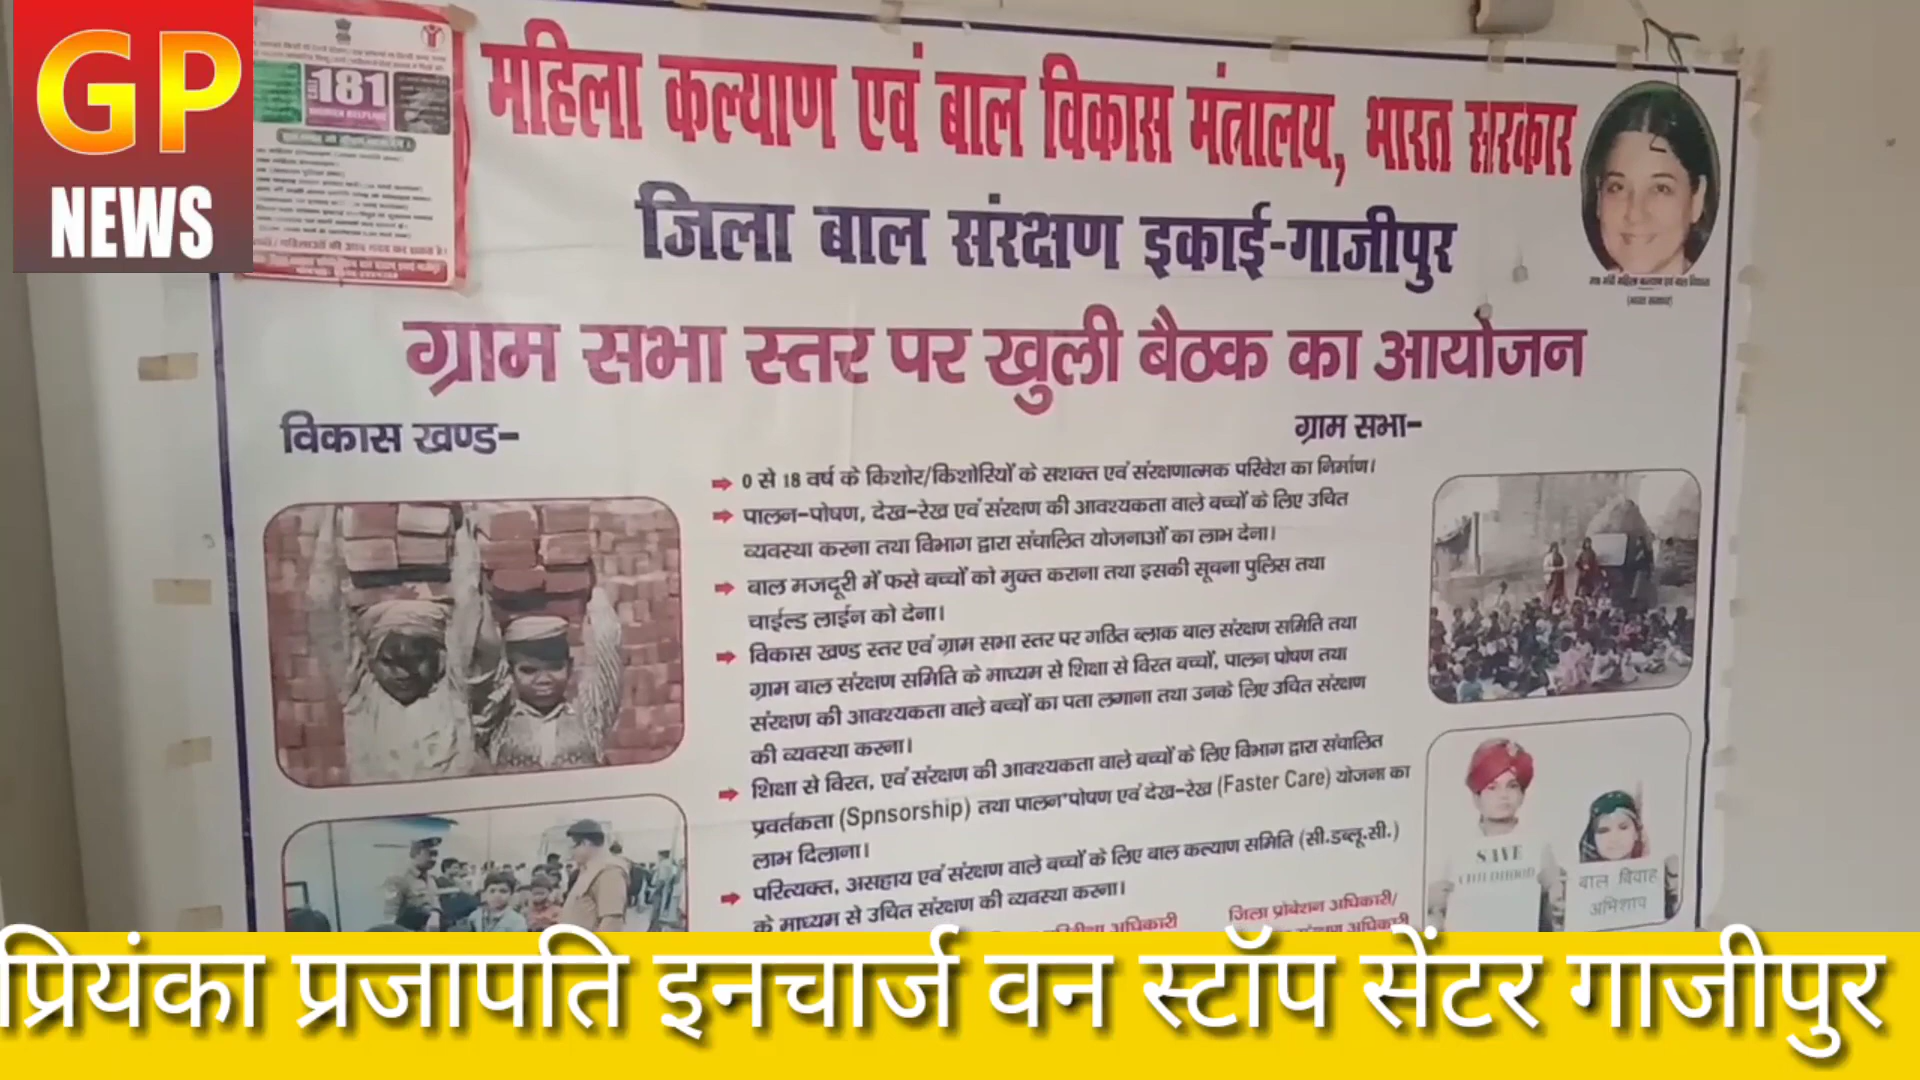 GP
NEWS
181
WOMEN HELPLINE
महिला कल्याण एवं बाल विकास मंत्रालय, भारत सरकार
जिला बाल संरक्षण इकाई-गाजीपुर
ग्राम सभा स्तर पर खुली बैठक का आयोजन
विकास खण्ड-
ग्राम सभा-
0 से 18 वर्ष के किशोर/किशोरियों के सशक्त एवं संरक्षणात्मक परिवेश का निर्माण।
पालन-पोषण, देख-रेख एवं संरक्षण की आवश्यकता वाले बच्चों के लिए उचित
व्यवस्था करना तथा विभाग द्वारा संचालित योजनाओं का लाभ देना।
बाल मजदूरी में फसे बच्चों को मुक्त कराना तथा इसकी सूचना पुलिस तथा
चाईल्ड लाईन को देना।
विकास खण्ड स्तर एवं ग्राम सभा स्तर पर गठित ब्लाक बाल संरक्षण समिति तथा
ग्राम बाल संरक्षण समिति के माध्यम से शिक्षा से विरत बच्चों, पालन पोषण तथा
संरक्षण की आवश्यकता वाले बच्चों का पता लगाना तथा उनके लिए उचित संरक्षण
की व्यवस्था करना।
शिक्षा से विरत, एवं संरक्षण की आवश्यकता वाले बच्चों के लिए विभाग द्वारा संचालित
प्रवर्तकता (Spnsorship) तथा पालन पोषण एवं देख-रेख (Faster Care) योजना का
लाभ दिलाना।
परित्यक्त, असहाय एवं संरक्षण वाले बच्चों के लिए बाल कल्याण समिति (सी.डब्लू.सी.)
के माध्यम से उचित संरक्षण की व्यवस्था करना।
अधिकारी
जिला प्रोबेशन अधिकारी/
SAVE
CHILDHOOD
बाल विवाह
अभिशाप
प्रियंका प्रजापति इनचार्ज वन स्टॉप सेंटर गाजीपुर